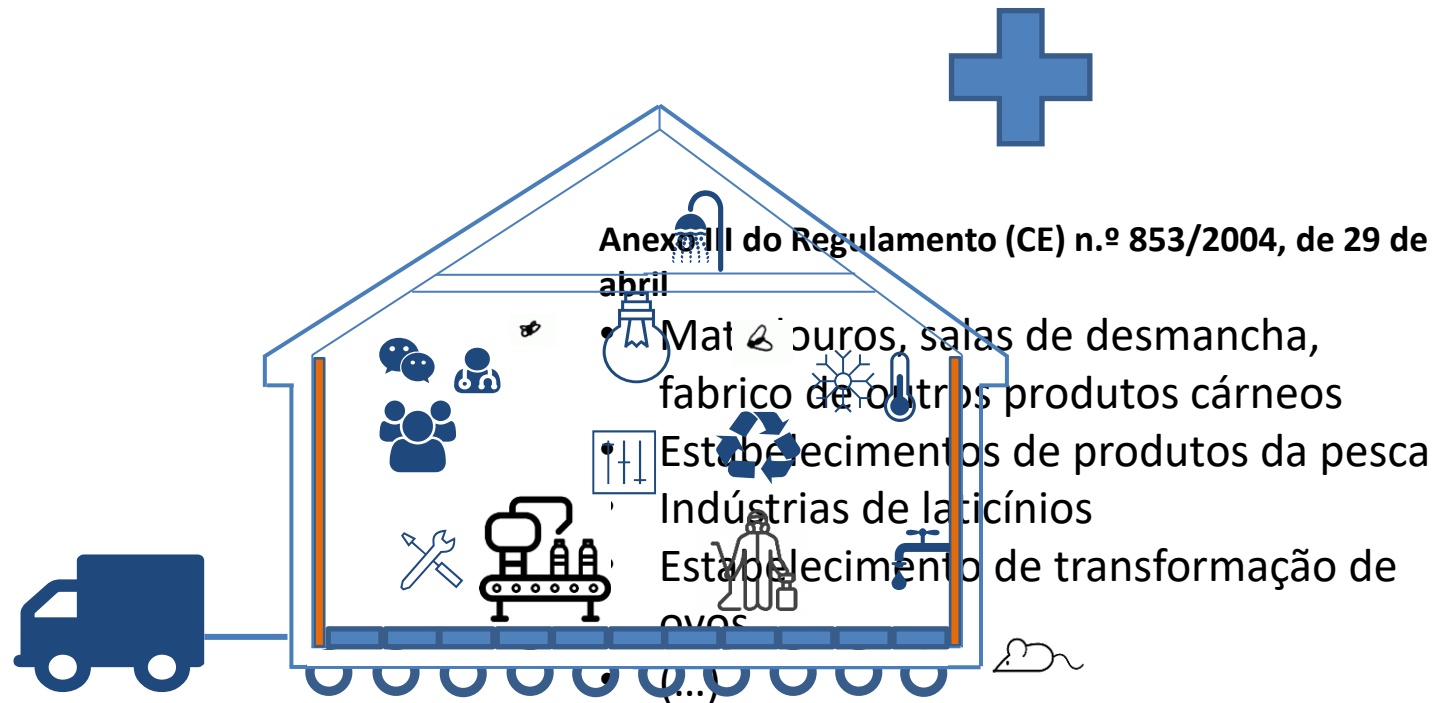 Anexo III do Regulamento (CE) n.º 853/2004, de 29 de
abril
• Matadouros, salas de desmancha,
fabrico de outros produtos cárneos
• Estabelecimentos de produtos da pesca
• Indústrias de laticínios
• Estabelecimento de transformação de
ovos
• (...)